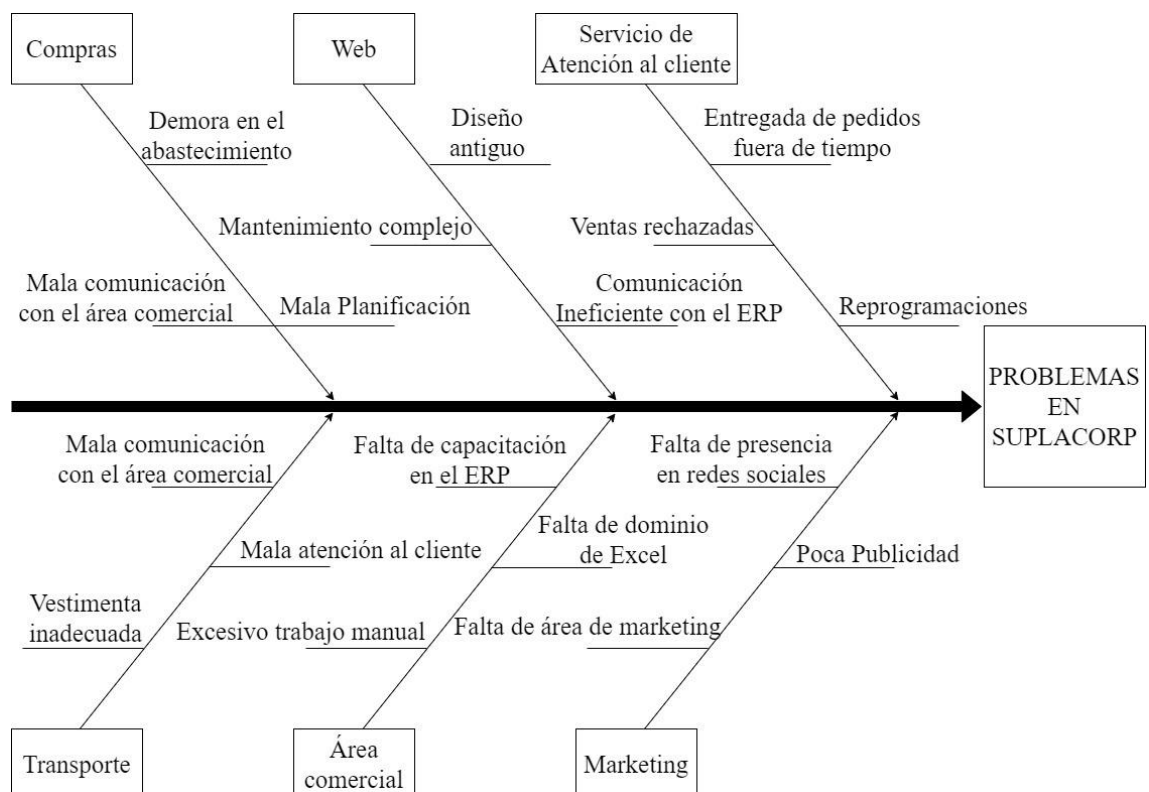 Compras
Web
Servicio de
Atención al cliente
Demora en el
abastecimiento
Diseño
antiguo
Entregada de pedidos
fuera de tiempo
Mantenimiento complejo
Ventas rechazadas
Mala comunicación
con el área comercial
Mala Planificación
Comunicación
Ineficiente con el ERP
Reprogramaciones
PROBLEMAS
EN
SUPLACORP
Mala comunicación
con el área comercial
Falta de capacitación
en el ERP
Falta de presencia
en redes sociales
Mala atención al cliente
Falta de dominio
de Excel
Poca Publicidad
Vestimenta
inadecuada
Excesivo trabajo manual
Falta de área de marketing
Transporte
Área
comercial
Marketing